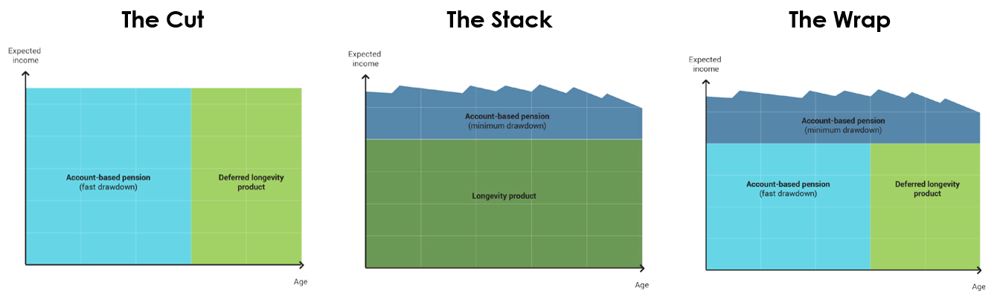 The Cut
Expected
income
Account-based pension
(fast drawdown)
Deferred longevity
product
Age
The Stack
Expected
income
Account-based pension
(minimum drawdown)
Longevity product
Age
The Wrap
Expected
income
Account-based pension
(minimum drawdown)
Account-based pension
(fast drawdown)
Deferred longevity
product
Age